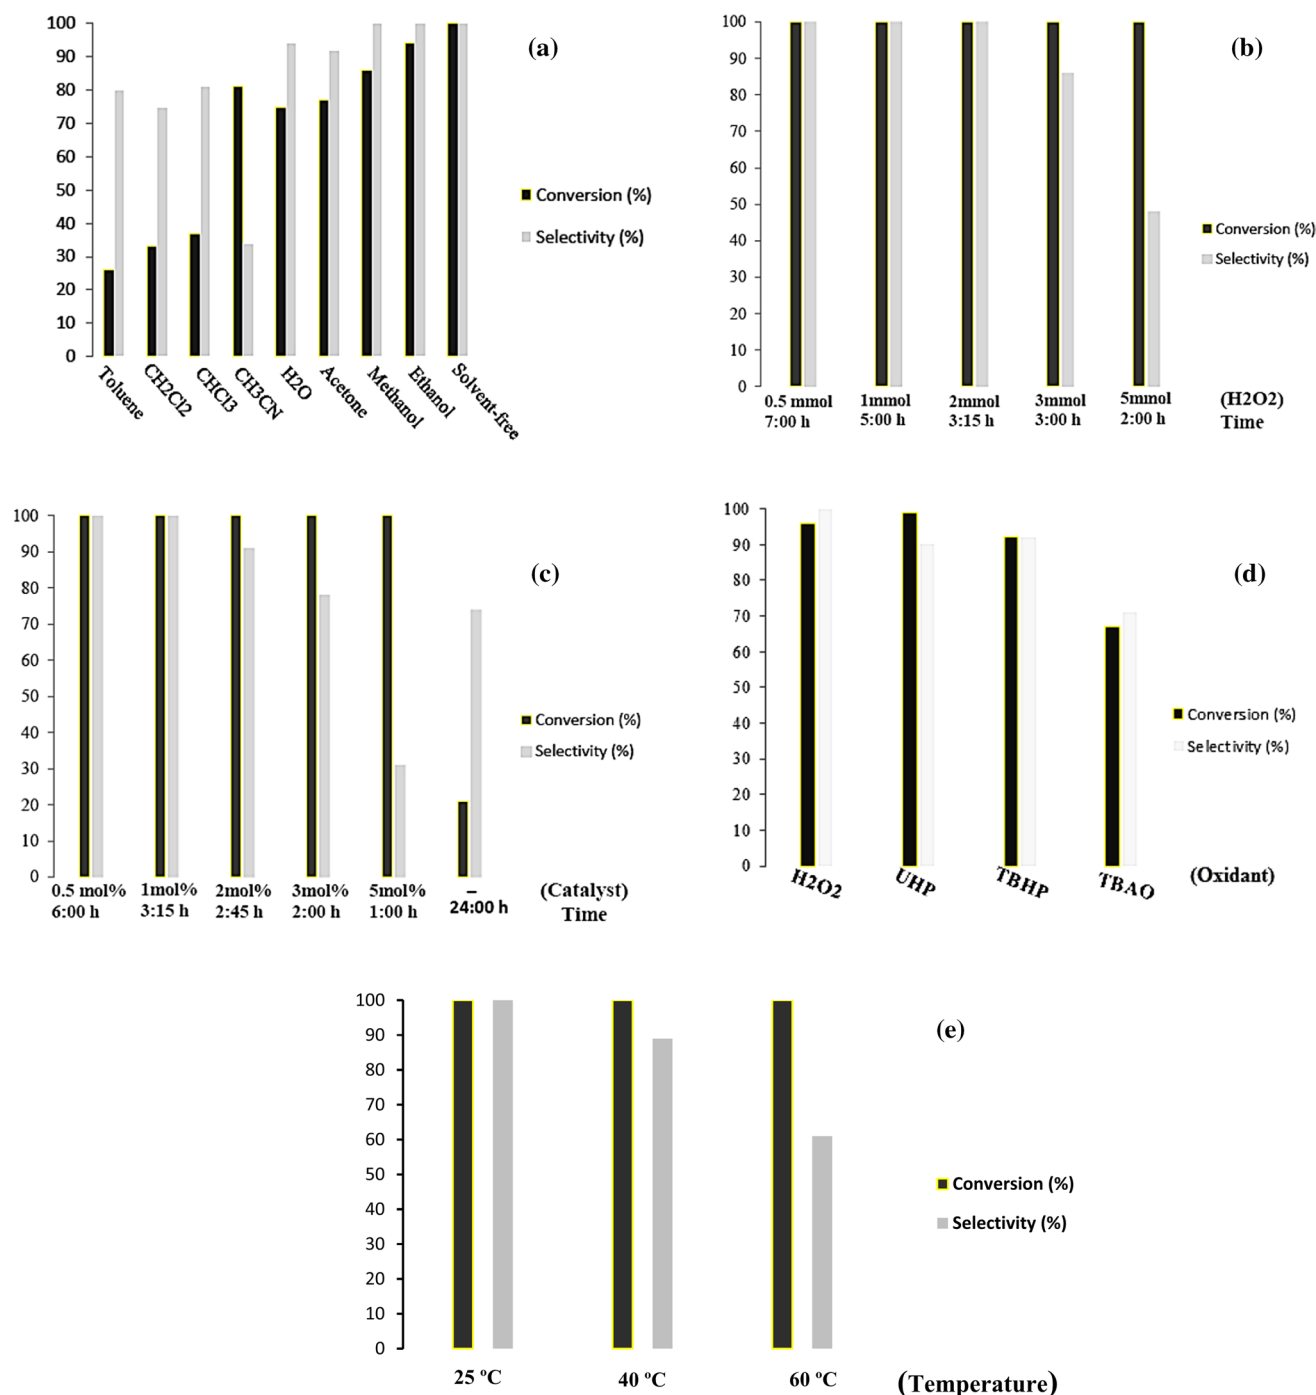 100
90
80
70
60
50
40
30
20
10
0
(a)
Conversion (%)
Selectivity (%)
Toluene
CH2Cl2
CHCl3
CH3CN
H2O
Acetone
Methanol
Ethanol
Solvent-free
100
90
80
70
60
50
40
30
20
10
0
(b)
Conversion (%)
Selectivity (%)
0.5 mmol 1mmol 2mmol 3mmol 5mmol (H2O2)
7:00 h 5:00 h 3:15 h 3:00 h 2:00 h Time
100
90
80
70
60
50
40
30
20
10
0
(c)
Conversion (%)
Selectivity (%)
0.5 mol% 1mol% 2mol% 3mol% 5mol% – (Catalyst)
6:00 h 3:15 h 2:45 h 2:00 h 1:00 h 24:00 h Time
100
90
80
70
60
50
40
30
20
10
0
(d)
Conversion (%)
Selectivity (%)
H2O2 UHP TBHP TBAO (Oxidant)
100
90
80
70
60
50
40
30
20
10
0
(e)
Conversion (%)
Selectivity (%)
25 ºC 40 ºC 60 ºC (Temperature)